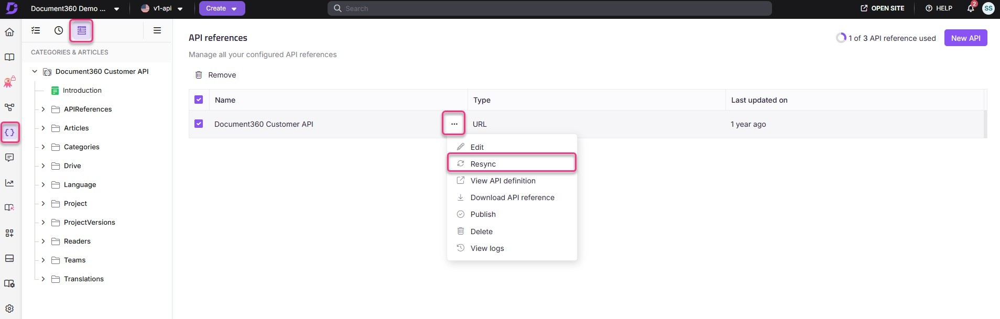 Document360 Demo ...
v1-api
Create
Search
OPEN SITE
HELP
2
SS
CATEGORIES & ARTICLES
Document360 Customer API
Introduction
APIReferences
Articles
Categories
Drive
Language
Project
ProjectVersions
Readers
Teams
Translations
API references
1 of 3 API reference used
New API
Manage all your configured API references
Remove
Name Type Last updated on
Document360 Customer API ... URL 1 year ago
Edit
Resync
View API definition
Download API reference
Publish
Delete
View logs